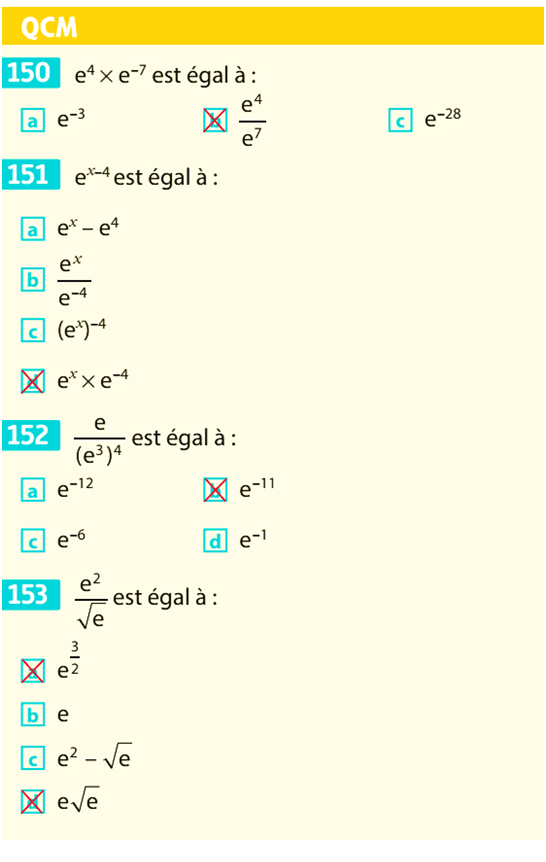 QCM
150 e⁴ × e⁻⁷ est égal à :
a e⁻³ b e⁴/e⁷ c e⁻²⁸
151 eˣ⁻⁴ est égal à :
a eˣ – e⁴
b eˣ/e⁻⁴
c (eˣ)⁻⁴
d eˣ × e⁻⁴
152 e/(e³)⁴ est égal à :
a e⁻¹² b e⁻¹¹
c e⁻⁶ d e⁻¹
153 e²/√e est égal à :
a e^(3/2)
b e
c e² – √e
d e√e